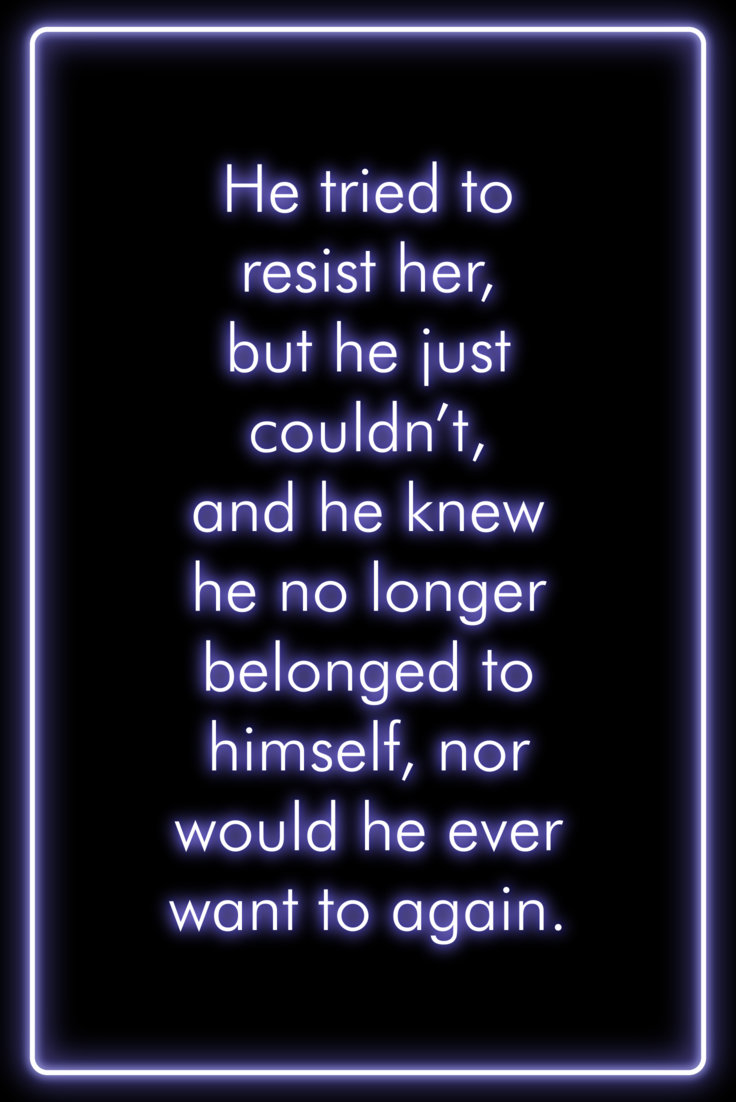 He tried to
resist her,
but he just
couldn’t,
and he knew
he no longer
belonged to
himself, nor
would he ever
want to again.